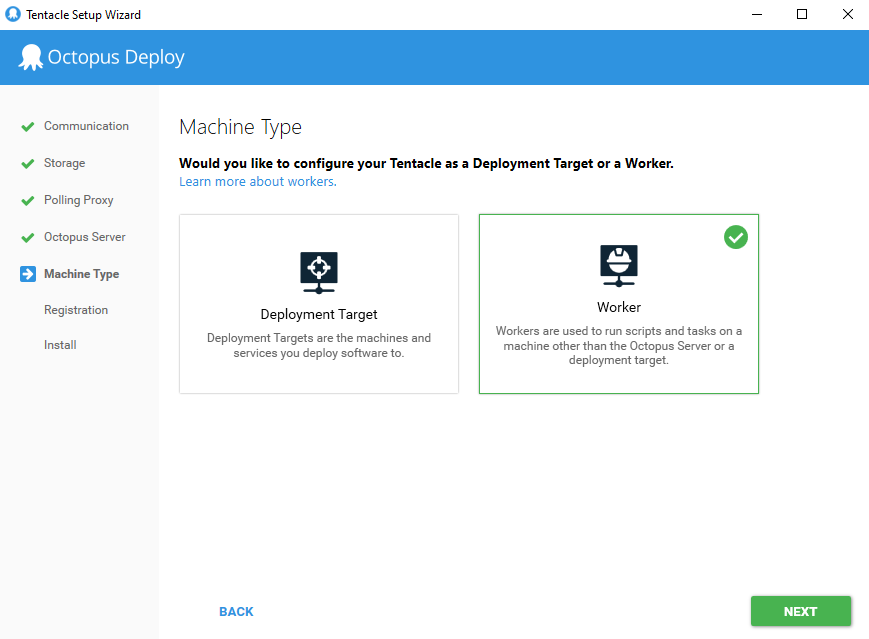 Tentacle Setup Wizard
Octopus Deploy
Communication
Storage
Polling Proxy
Octopus Server
Machine Type
Registration
Install
Machine Type
Would you like to configure your Tentacle as a Deployment Target or a Worker.
Learn more about workers.
Deployment Target
Deployment Targets are the machines and
services you deploy software to.
Worker
Workers are used to run scripts and tasks on a
machine other than the Octopus Server or a
deployment target.
BACK
NEXT